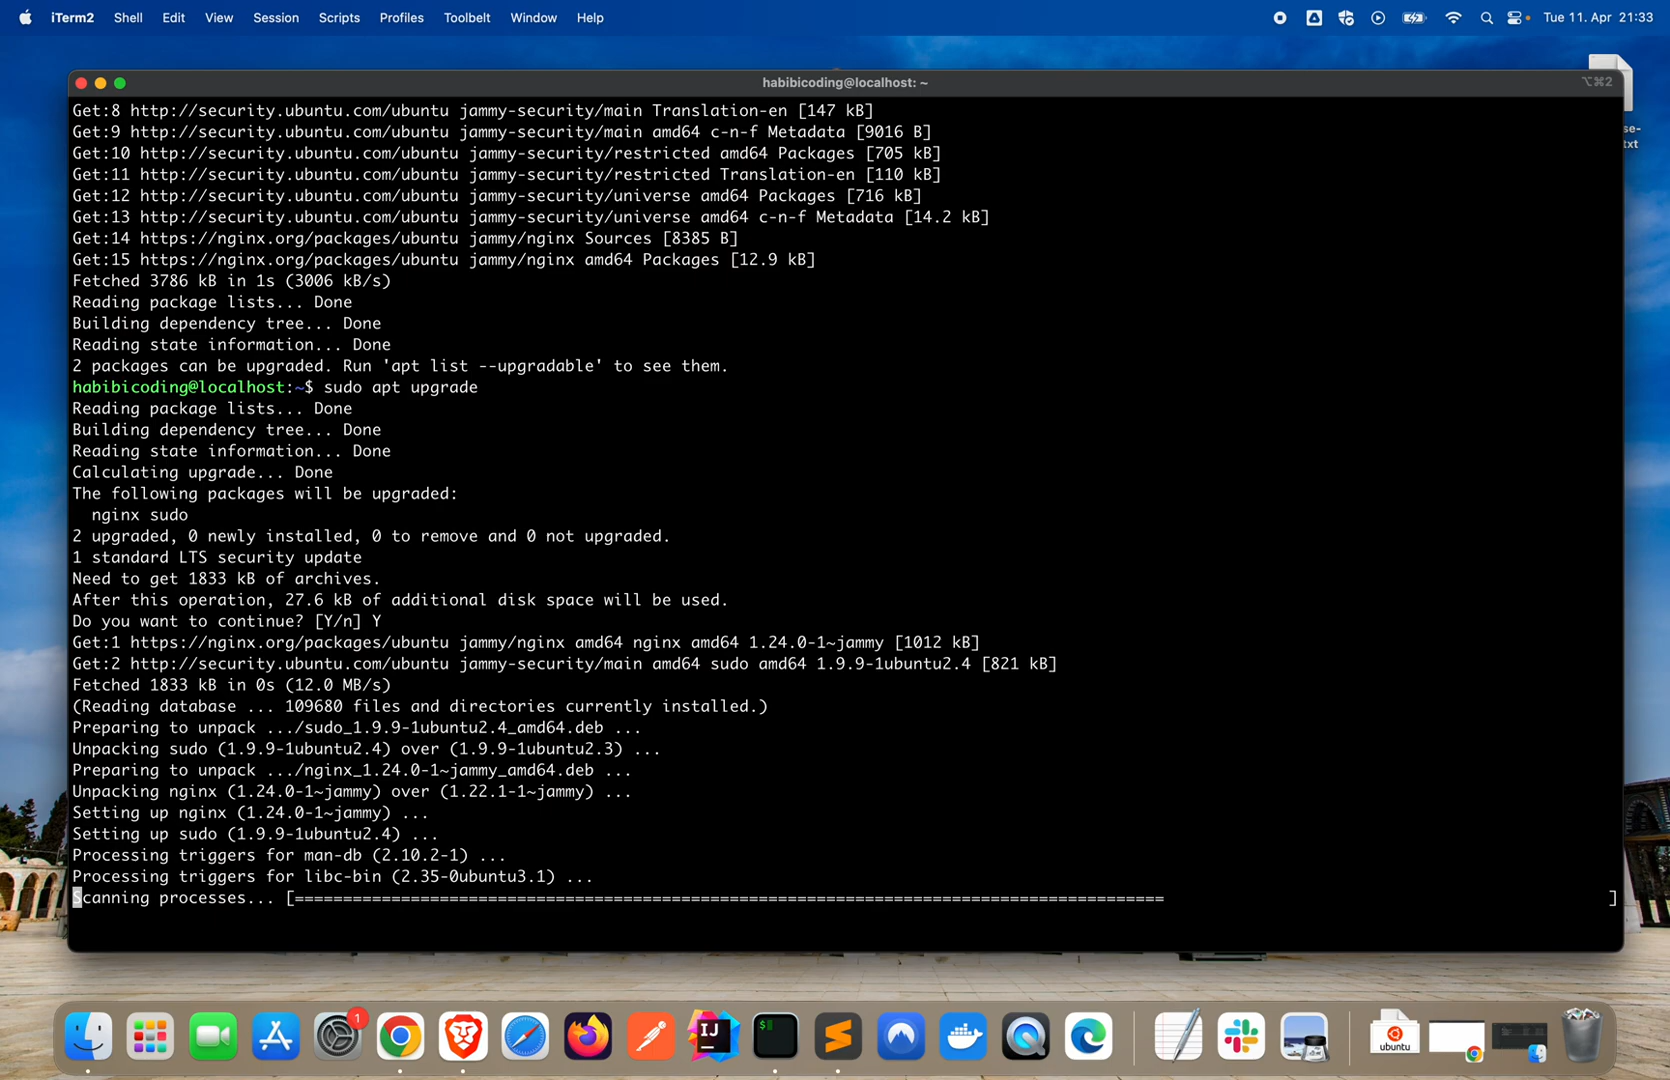 iTerm2 Shell Edit View Session Scripts Profiles Toolbelt Window Help Tue 11. Apr 21:33
habibicoding@localhost: ~ ⌥⌘2
Get:8 http://security.ubuntu.com/ubuntu jammy-security/main Translation-en [147 kB]
Get:9 http://security.ubuntu.com/ubuntu jammy-security/main amd64 c-n-f Metadata [9016 B]
Get:10 http://security.ubuntu.com/ubuntu jammy-security/restricted amd64 Packages [705 kB]
Get:11 http://security.ubuntu.com/ubuntu jammy-security/restricted Translation-en [110 kB]
Get:12 http://security.ubuntu.com/ubuntu jammy-security/universe amd64 Packages [716 kB]
Get:13 http://security.ubuntu.com/ubuntu jammy-security/universe amd64 c-n-f Metadata [14.2 kB]
Get:14 https://nginx.org/packages/ubuntu jammy/nginx Sources [8385 B]
Get:15 https://nginx.org/packages/ubuntu jammy/nginx amd64 Packages [12.9 kB]
Fetched 3786 kB in 1s (3006 kB/s)
Reading package lists... Done
Building dependency tree... Done
Reading state information... Done
2 packages can be upgraded. Run 'apt list --upgradable' to see them.
habibicoding@localhost:~$ sudo apt upgrade
Reading package lists... Done
Building dependency tree... Done
Reading state information... Done
Calculating upgrade... Done
The following packages will be upgraded:
  nginx sudo
2 upgraded, 0 newly installed, 0 to remove and 0 not upgraded.
1 standard LTS security update
Need to get 1833 kB of archives.
After this operation, 27.6 kB of additional disk space will be used.
Do you want to continue? [Y/n] Y
Get:1 https://nginx.org/packages/ubuntu jammy/nginx amd64 nginx amd64 1.24.0-1~jammy [1012 kB]
Get:2 http://security.ubuntu.com/ubuntu jammy-security/main amd64 sudo amd64 1.9.9-1ubuntu2.4 [821 kB]
Fetched 1833 kB in 0s (12.0 MB/s)
(Reading database ... 109680 files and directories currently installed.)
Preparing to unpack .../sudo_1.9.9-1ubuntu2.4_amd64.deb ...
Unpacking sudo (1.9.9-1ubuntu2.4) over (1.9.9-1ubuntu2.3) ...
Preparing to unpack .../nginx_1.24.0-1~jammy_amd64.deb ...
Unpacking nginx (1.24.0-1~jammy) over (1.22.1-1~jammy) ...
Setting up nginx (1.24.0-1~jammy) ...
Setting up sudo (1.9.9-1ubuntu2.4) ...
Processing triggers for man-db (2.10.2-1) ...
Processing triggers for libc-bin (2.35-0ubuntu3.1) ...
Scanning processes... [==========================================================================================                                               ]
se-
txt
1
IJ
$
ubuntu